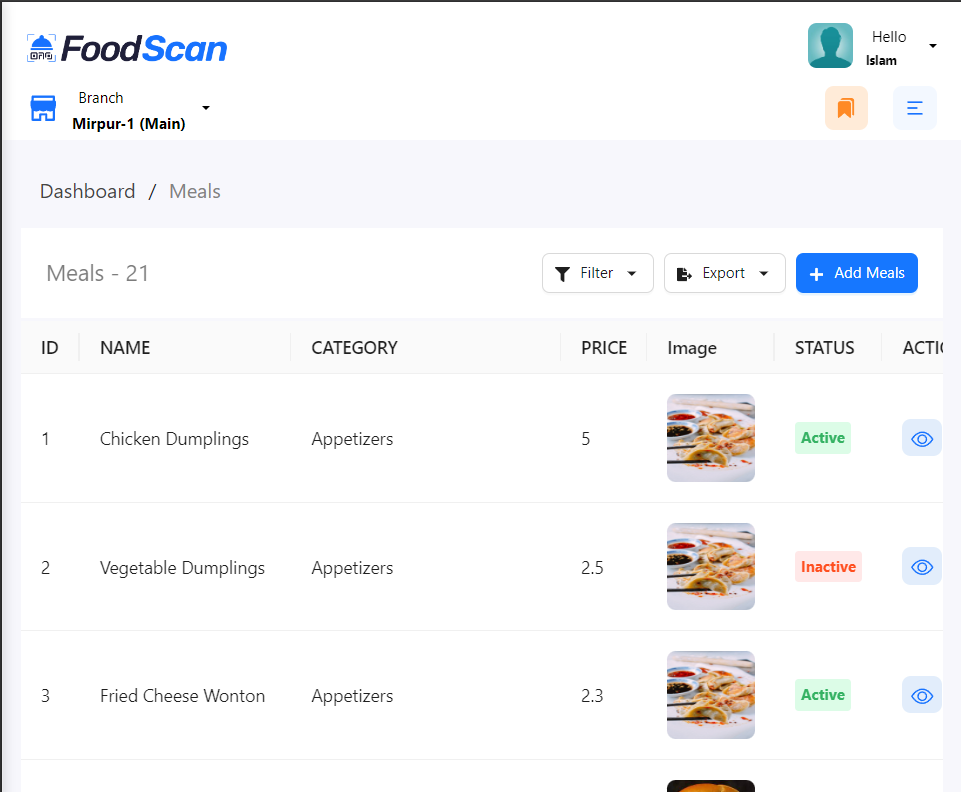 FoodScan
Hello
Islam
Branch
Mirpur-1 (Main)
Dashboard / Meals
Meals - 21
Filter
Export
+ Add Meals
ID NAME CATEGORY PRICE Image STATUS ACTIO
1 Chicken Dumplings Appetizers 5 Active
2 Vegetable Dumplings Appetizers 2.5 Inactive
3 Fried Cheese Wonton Appetizers 2.3 Active